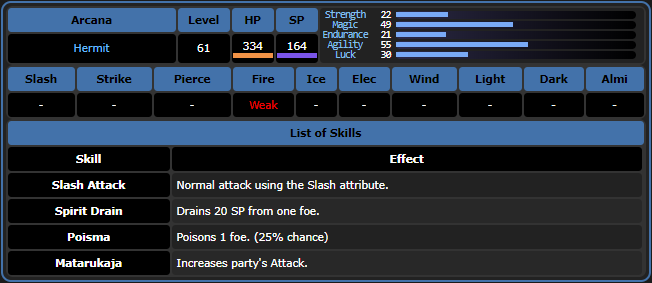 Arcana Level HP SP
Hermit 61 334 164
Strength 22
Magic 49
Endurance 21
Agility 55
Luck 30
Slash Strike Pierce Fire Ice Elec Wind Light Dark Almi
- - - Weak - - - - - -
List of Skills
Skill Effect
Slash Attack Normal attack using the Slash attribute.
Spirit Drain Drains 20 SP from one foe.
Poisma Poisons 1 foe. (25% chance)
Matarukaja Increases party's Attack.